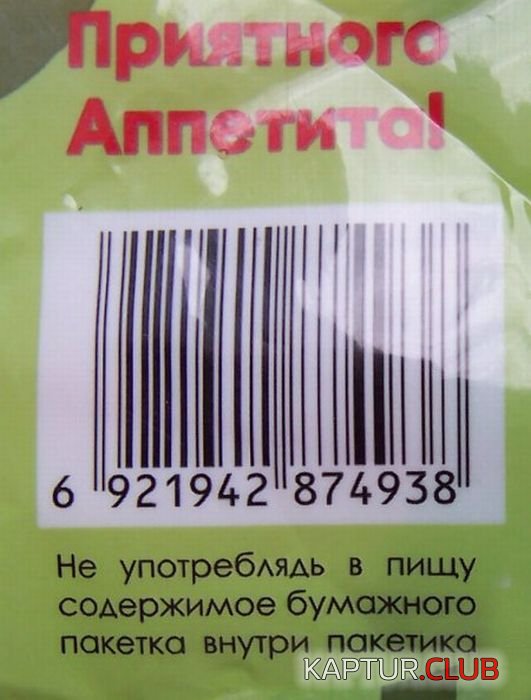 Приятного
Аппетита!
6 921942 874938
Не употреблядь в пищу
содержимое бумажного
пакетка внутри пакетика
KAPTUR.CLUB